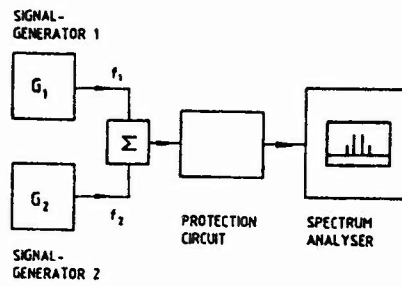 SIGNAL-
GENERATOR 1
G1
f1
Σ
G2
f2
PROTECTION
CIRCUIT
SPECTRUM
ANALYSER
SIGNAL-
GENERATOR 2